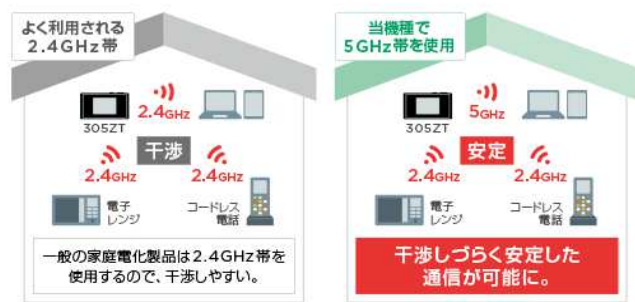 よく利用される
2.4GHz帯
2.4GHz
305ZT
干渉
2.4GHz
2.4GHz
電子
レンジ
コードレス
電話
一般の家庭電化製品は2.4GHz帯を
使用するので、干渉しやすい。
当機種で
5GHz帯を使用
5GHz
305ZT
安定
2.4GHz
2.4GHz
電子
レンジ
コードレス
電話
干渉しづらく安定した
通信が可能に。